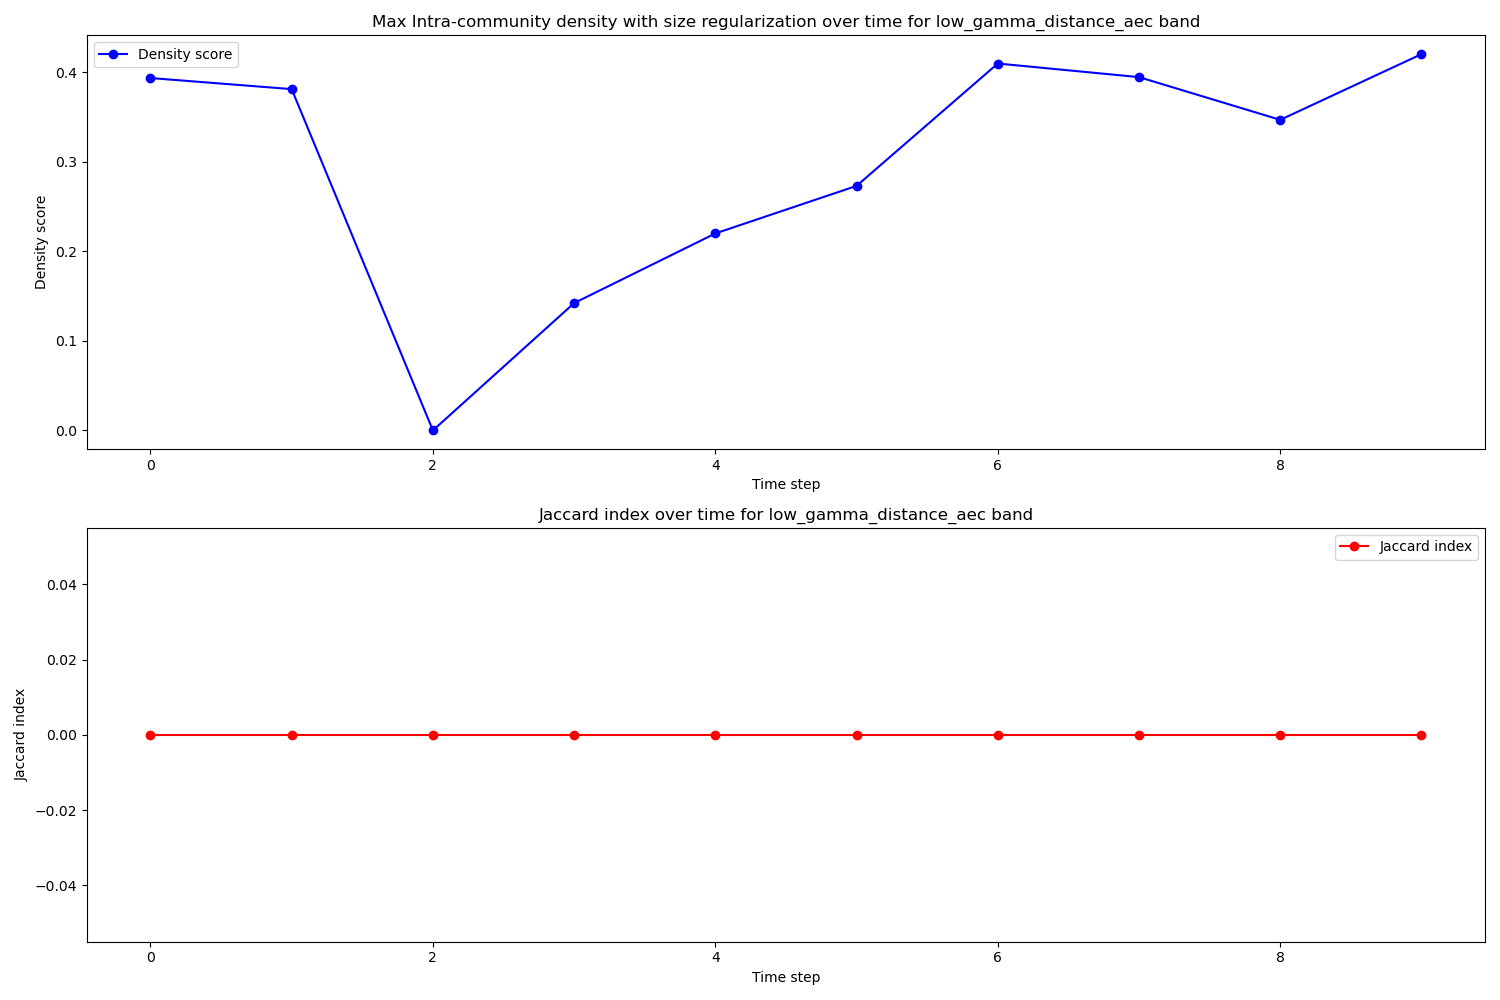 Max Intra-community density with size regularization over time for low_gamma_distance_aec band
Density score
0.4
0.3
0.2
0.1
0.0
Density score
0 2 4 6 8
Time step
Jaccard index over time for low_gamma_distance_aec band
Jaccard index
0.04
0.02
0.00
−0.02
−0.04
Jaccard index
0 2 4 6 8
Time step